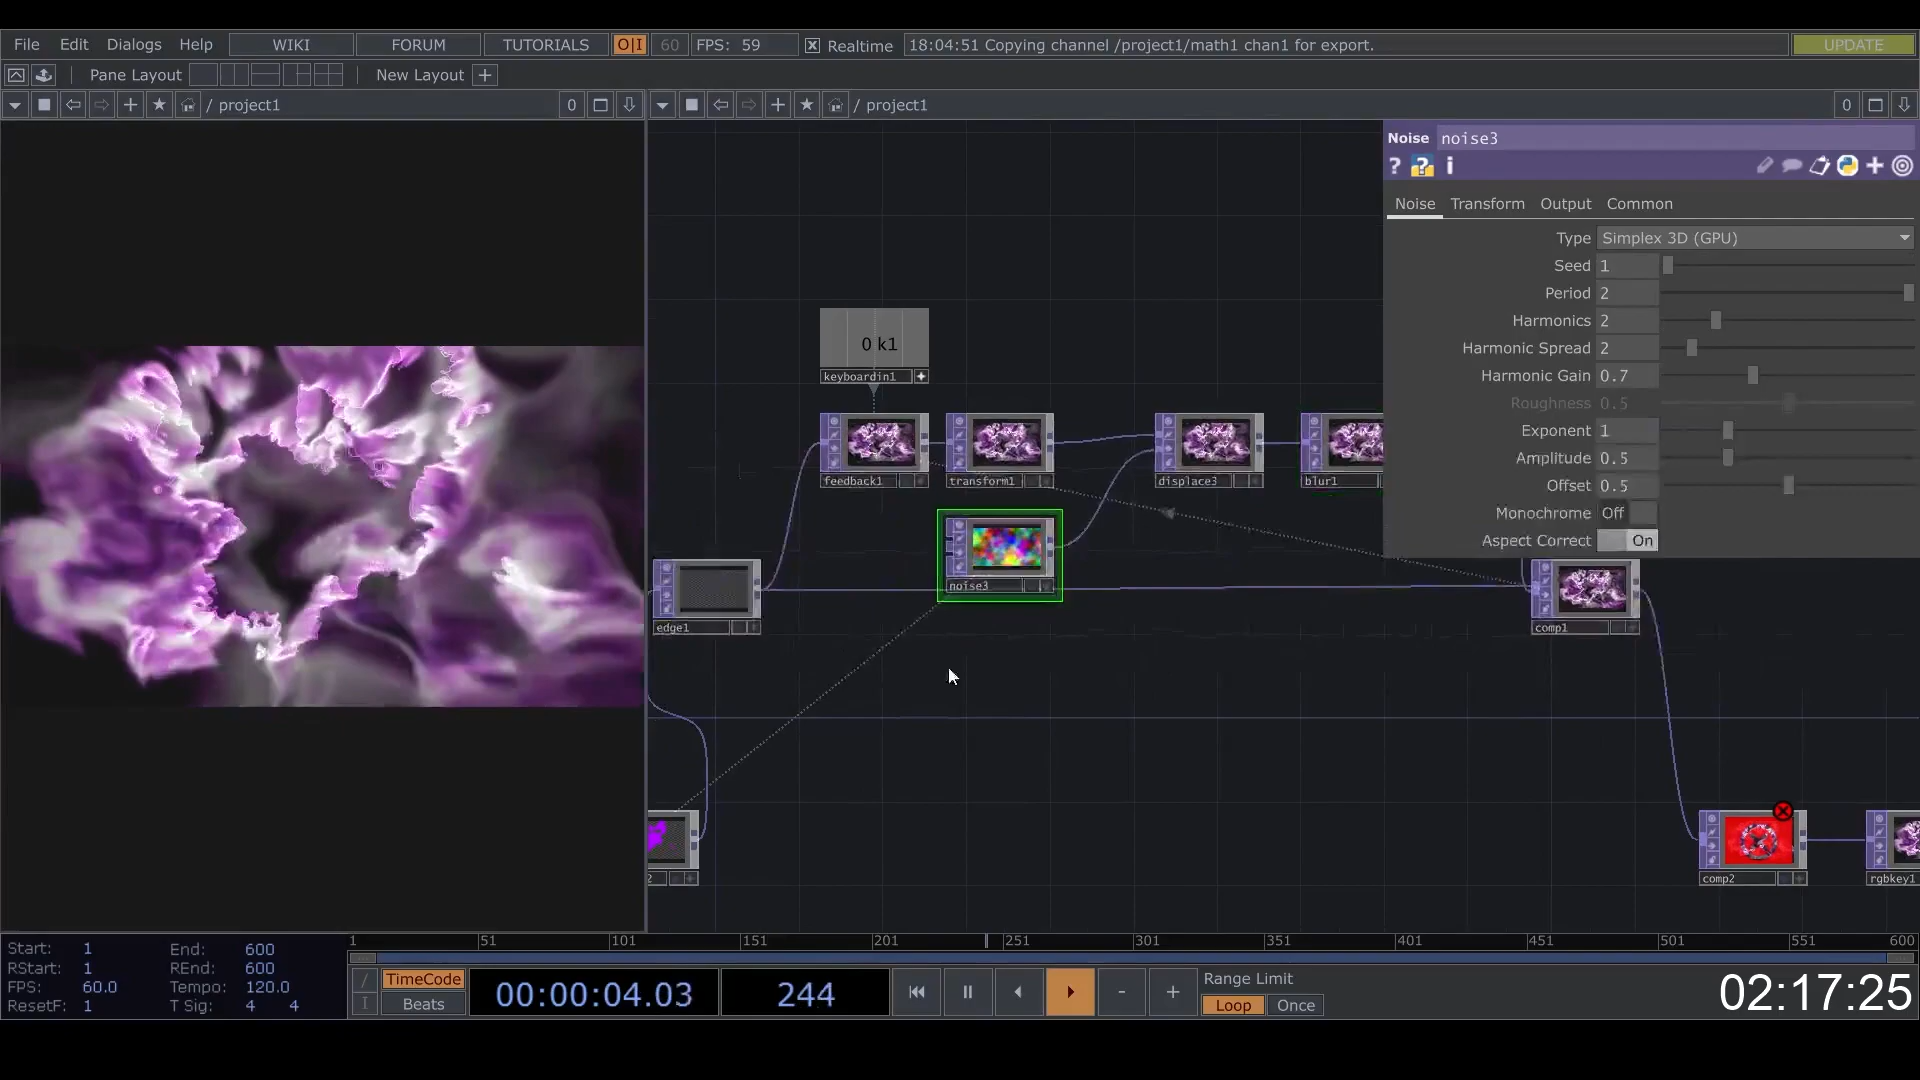 File Edit Dialogs Help WIKI FORUM TUTORIALS O|I 60 FPS: 59 Realtime 18:04:51 Copying channel /project1/math1 chan1 for export. UPDATE
Pane Layout New Layout +
/ project1 0
/ project1 0
Noise noise3
Noise Transform Output Common
Type Simplex 3D (GPU)
Seed 1
Period 2
Harmonics 2
Harmonic Spread 2
Harmonic Gain 0.7
Roughness 0.5
Exponent 1
Amplitude 0.5
Offset 0.5
Monochrome Off
Aspect Correct On
0 k1
keyboardin1
feedback1
transform1
displace3
blur1
noise3
edge1
comp1
2
comp2
rgbkey1
1 51 101 151 201 251 301 351 401 451 501 551 600
Start: 1 End: 600
RStart: 1 REnd: 600
FPS: 60.0 Tempo: 120.0
ResetF: 1 T Sig: 4 4
TimeCode
Beats
00:00:04.03
244
Range Limit
Loop Once
02:17:25